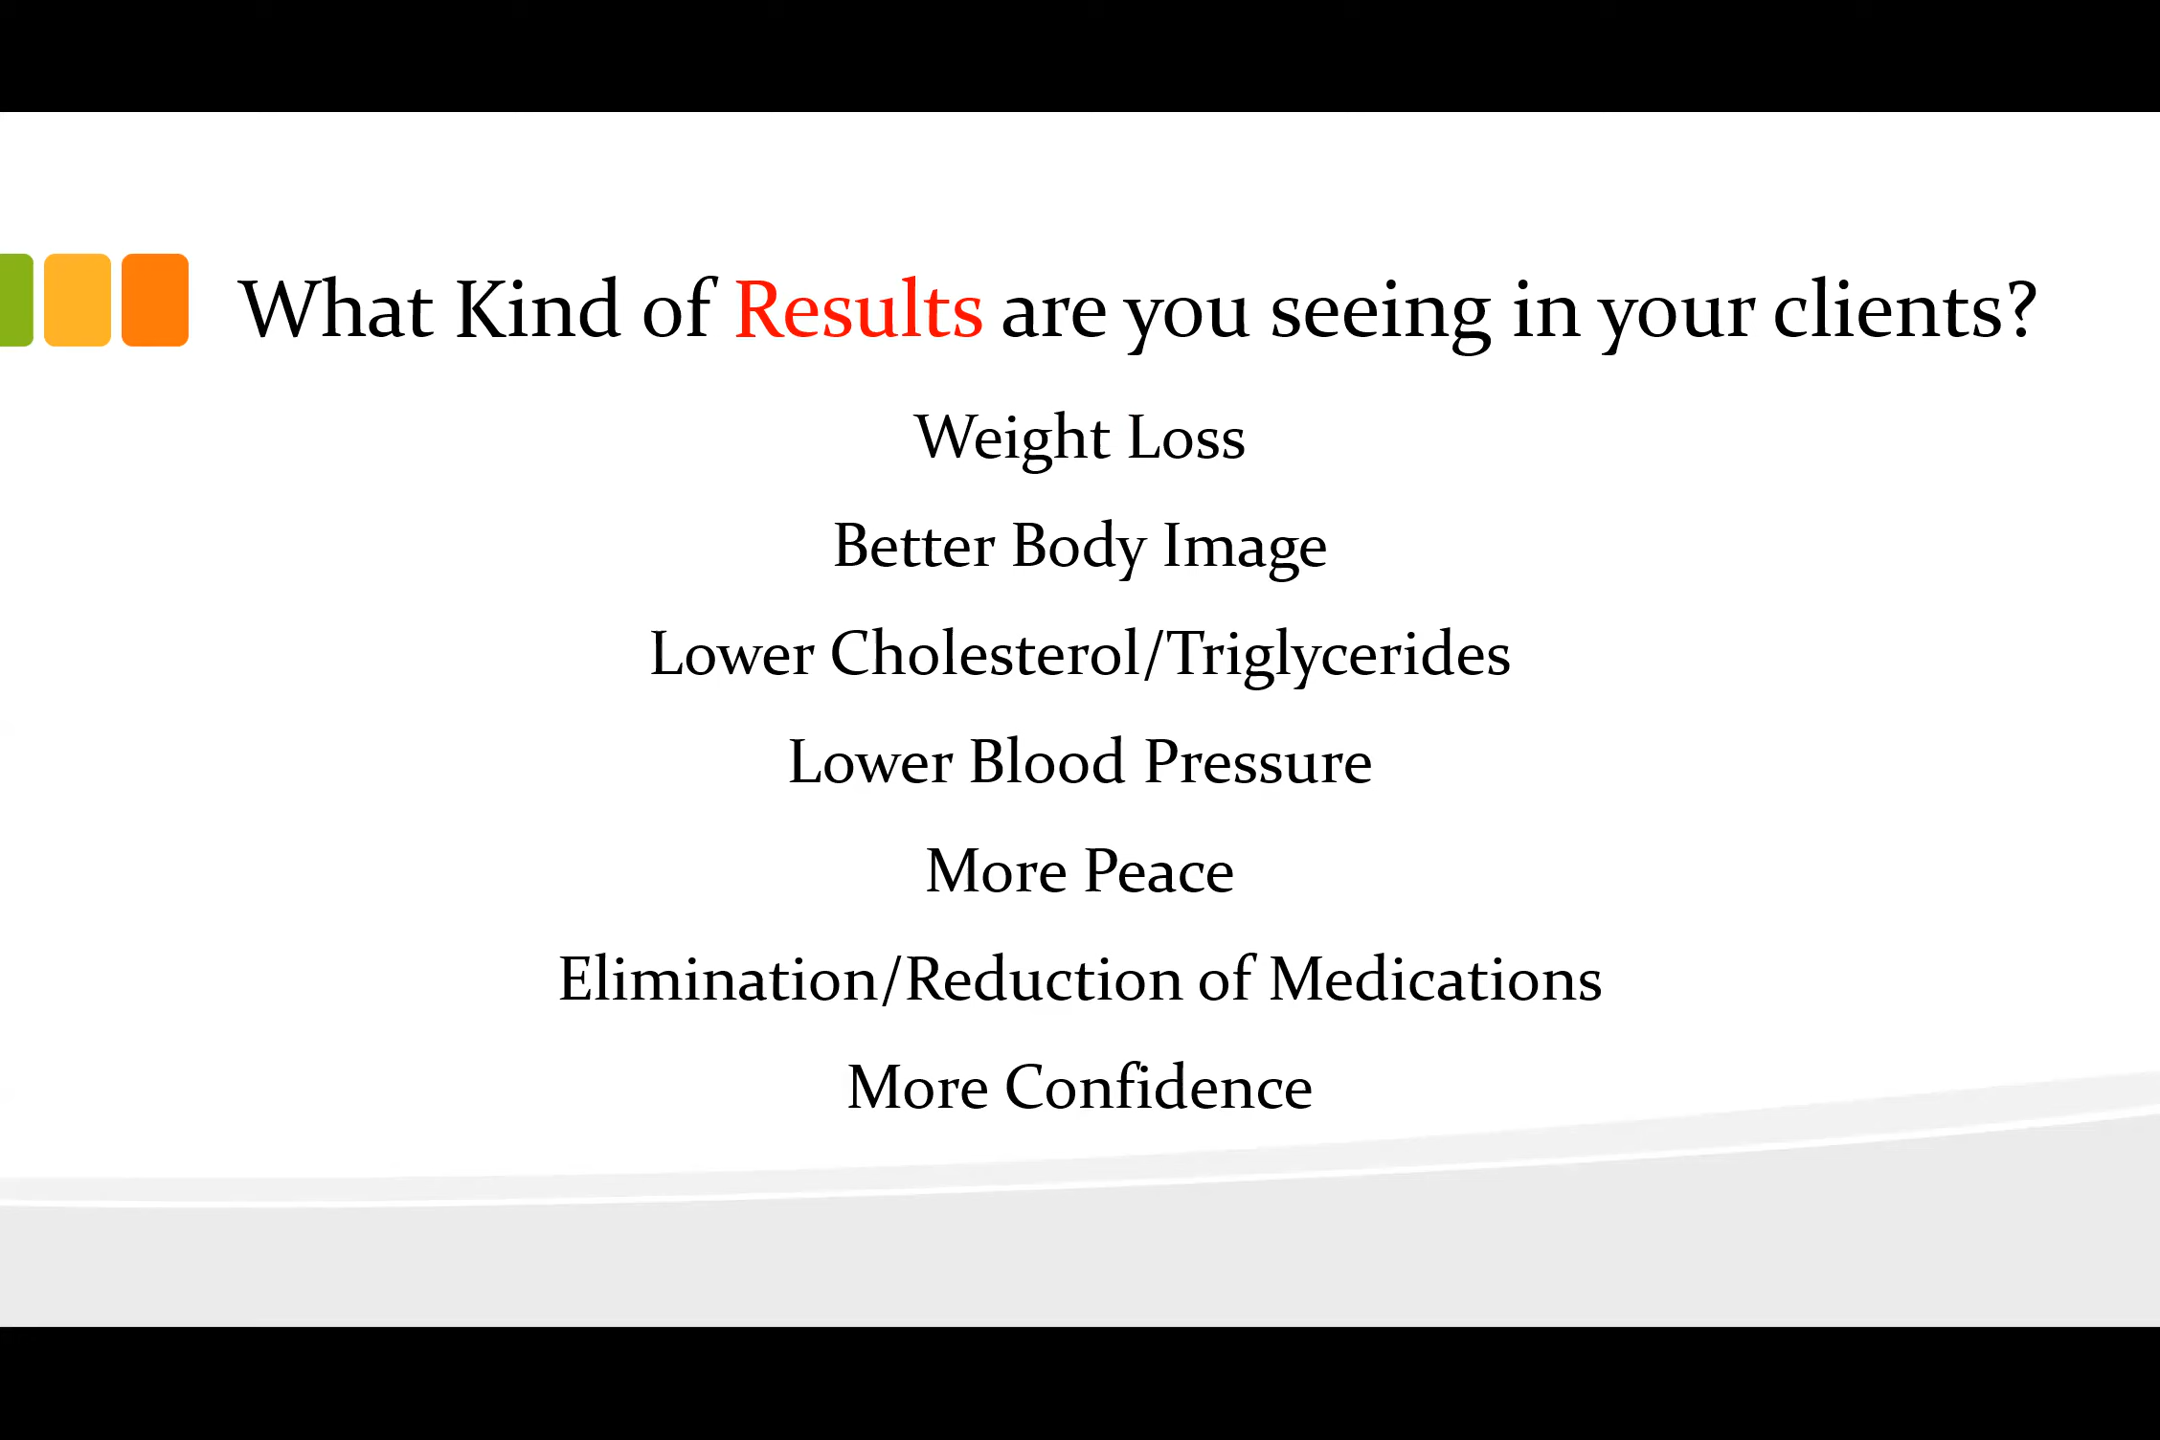 What Kind of Results are you seeing in your clients?
Weight Loss
Better Body Image
Lower Cholesterol/Triglycerides
Lower Blood Pressure
More Peace
Elimination/Reduction of Medications
More Confidence